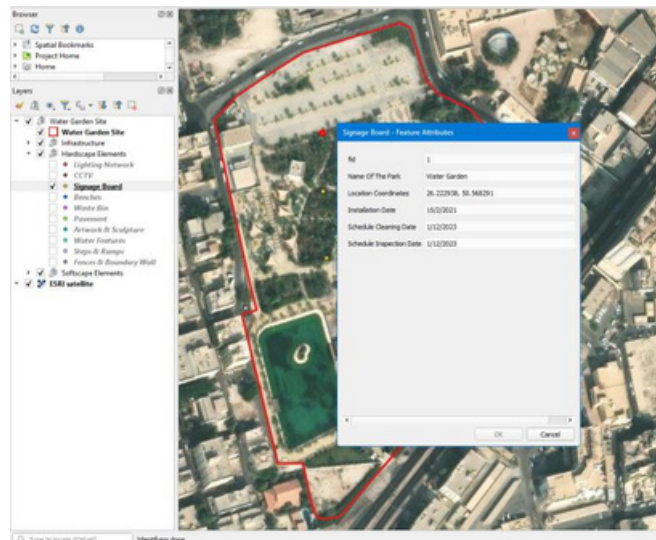 Browser
Spatial Bookmarks
Project Home
Home
Layers
Water Garden Site
Water Garden Site
Infrastructure
Hardscape Elements
Lighting Network
CCTV
Signage Board
Benches
Waste Bin
Pavement
Artwork & Sculpture
Water Features
Steps & Ramps
Fences & Boundary Wall
Softscape Elements
ESRI satellite
Signage Board - Feature Attributes
fid 1
Name Of The Park Water Garden
Location Coordinates 26.222938, 50.568291
Installation Date 15/2/2021
Schedule Cleaning Date 1/12/2023
Schedule Inspection Date 1/12/2023
OK Cancel